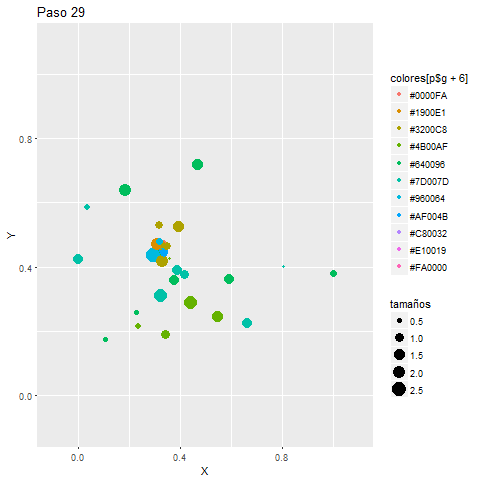 Paso 29
Y
0.8
0.4
0.0
0.0
0.4
0.8
X
colores[p$g + 6]
#0000FA
#1900E1
#3200C8
#4B00AF
#640096
#7D007D
#960064
#AF004B
#C80032
#E10019
#FA0000
tamaños
0.5
1.0
1.5
2.0
2.5